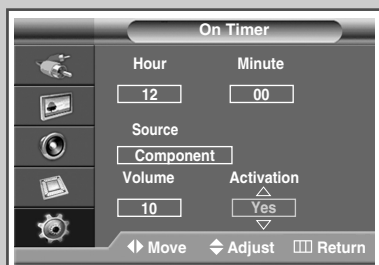 On Timer
Hour Minute
12 00
Source
Component
Volume Activation
10 Yes
Move Adjust Return